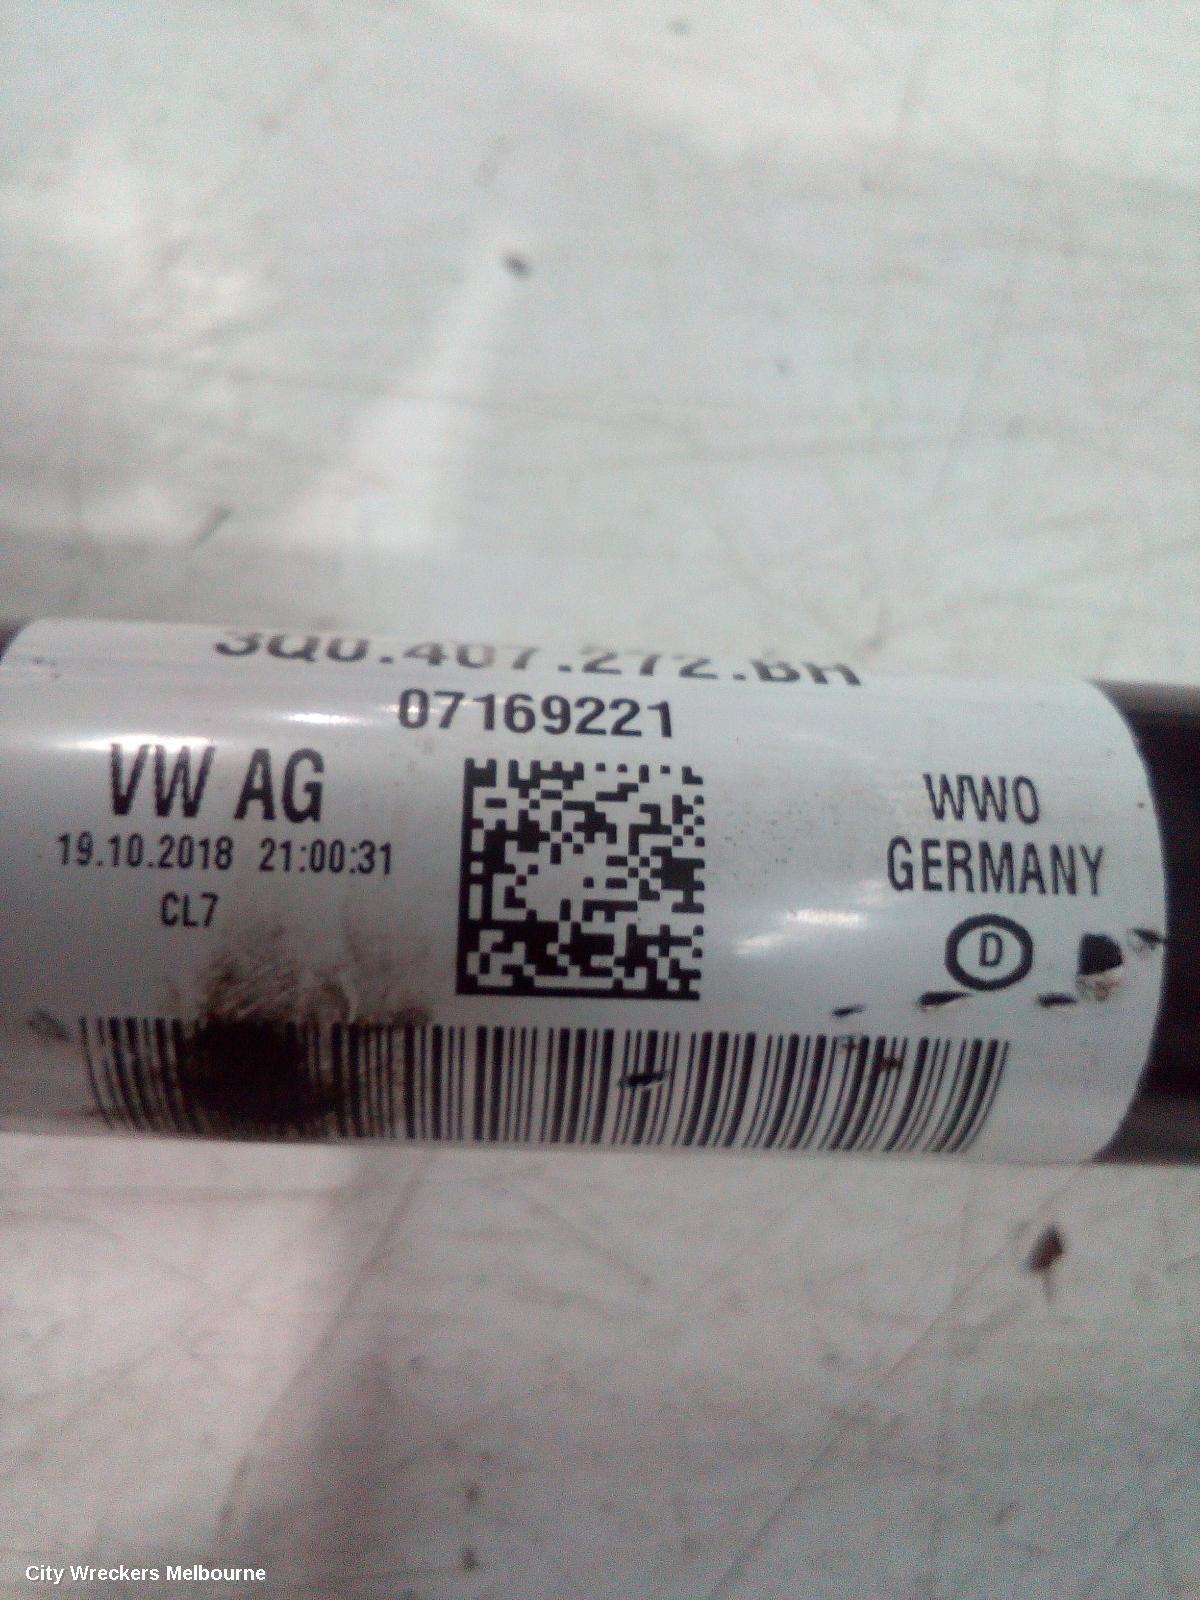 3Q0.407.272.BH
07169221
VW AG
19.10.2018 21:00:31
CL7
WWO
GERMANY
D
City Wreckers Melbourne